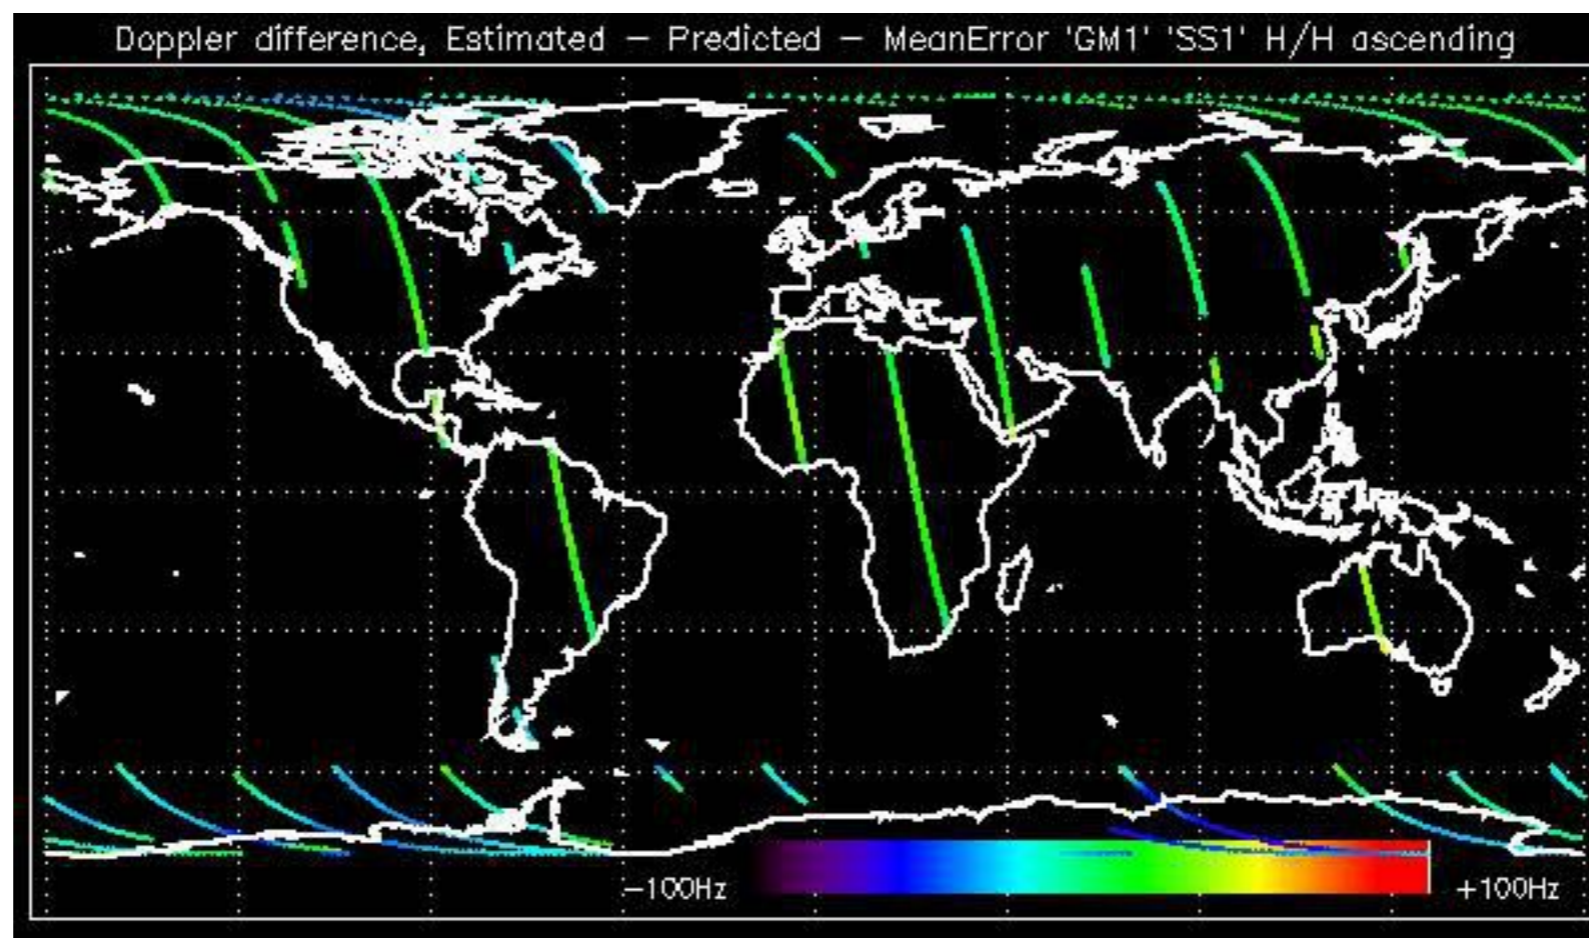 Doppler difference, Estimated − Predicted − MeanError 'GM1' 'SS1' H/H ascending
−100Hz
+100Hz